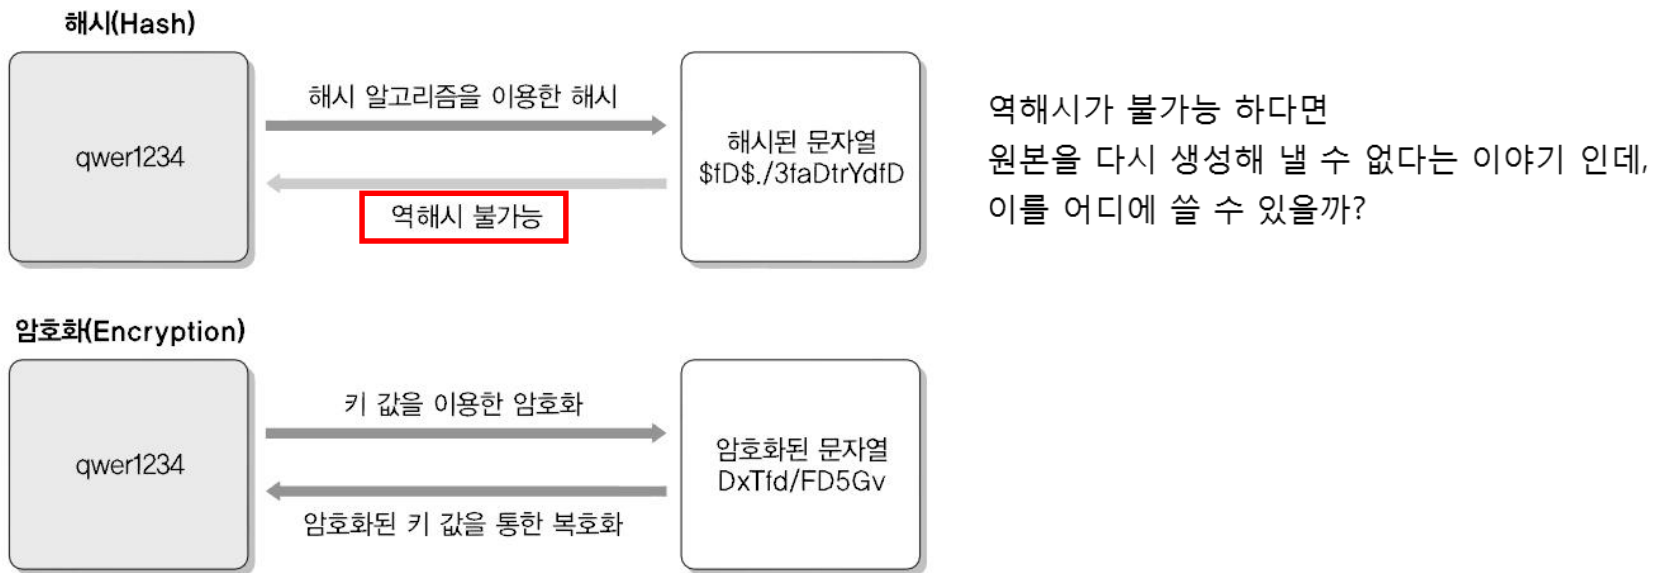 해시(Hash)
qwer1234
해시 알고리즘을 이용한 해시
역해시 불가능
해시된 문자열
$fD$./3faDtrYdfD
역해시가 불가능 하다면
원본을 다시 생성해 낼 수 없다는 이야기 인데,
이를 어디에 쓸 수 있을까?
암호화(Encryption)
qwer1234
키 값을 이용한 암호화
암호화된 키 값을 통한 복호화
암호화된 문자열
DxTfd/FD5Gv